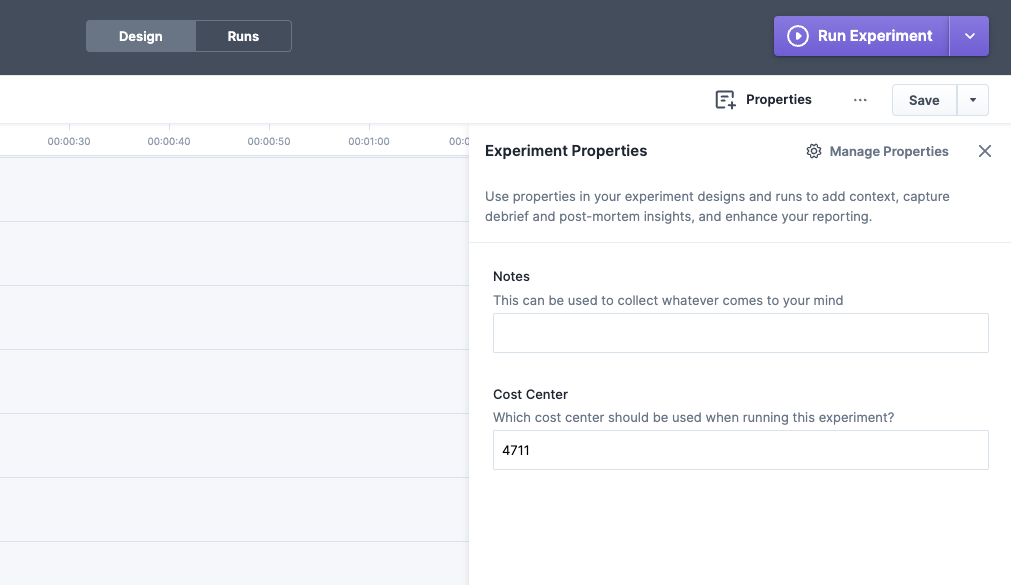 Design
Runs
Run Experiment
Properties
...
Save
00:00:30
00:00:40
00:00:50
00:01:00
00:0
Experiment Properties
Manage Properties
Use properties in your experiment designs and runs to add context, capture
debrief and post-mortem insights, and enhance your reporting.
Notes
This can be used to collect whatever comes to your mind
Cost Center
Which cost center should be used when running this experiment?
4711